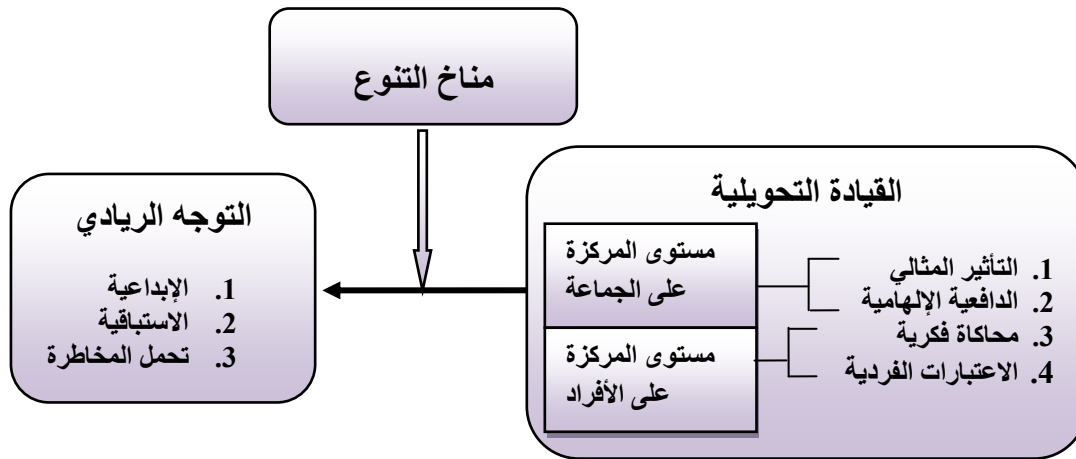 مناخ التنوع
القيادة التحويلية
مستوى المركزة
على الجماعة
مستوى المركزة
على الأفراد
1. التأثير المثالي
2. الدافعية الإلهامية
3. محاكاة فكرية
4. الاعتبارات الفردية
التوجه الريادي
1. الإبداعية
2. الاستباقية
3. تحمل المخاطرة